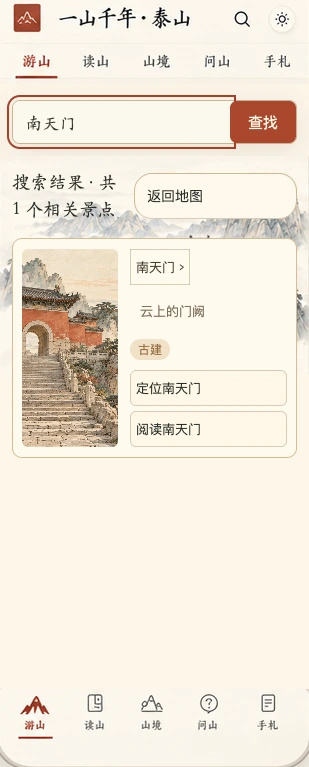 一山千年·泰山
游山 读山 山境 问山 手札
南天门 查找
搜索结果·共
1 个相关景点
返回地图
南天门 >
云上的门阙
古建
定位南天门
阅读南天门
游山 读山 山境 问山 手札